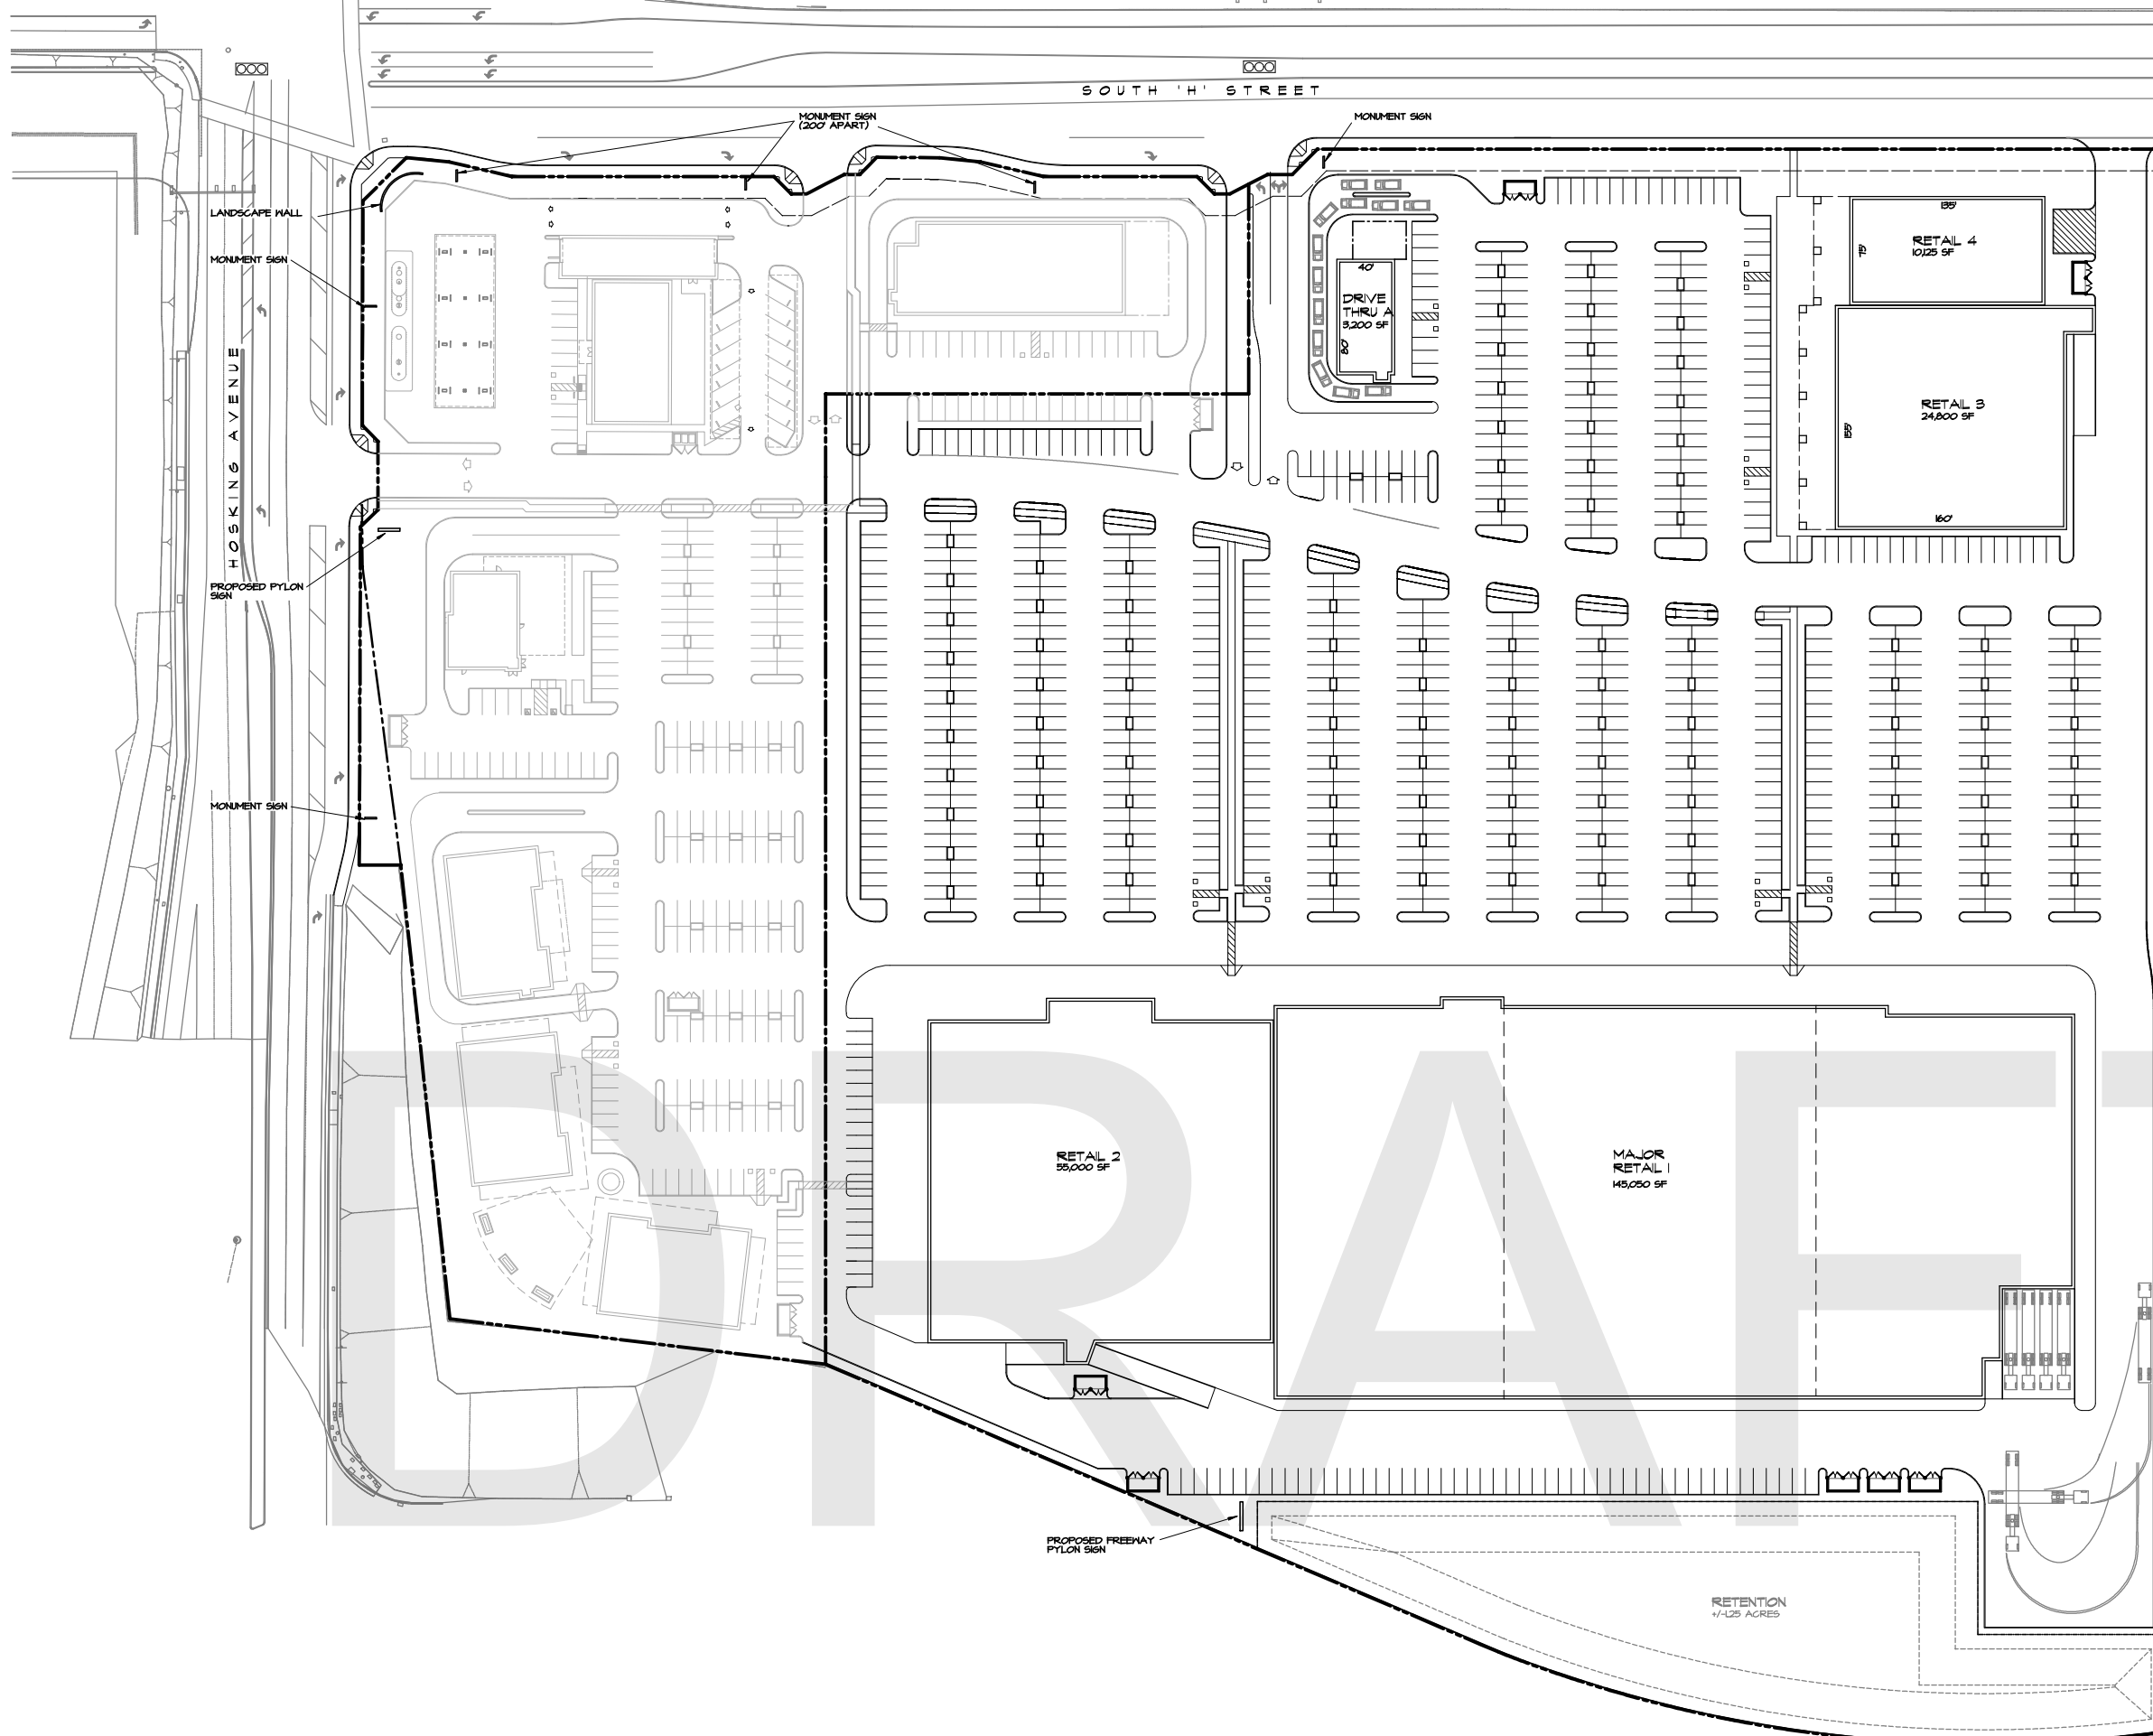 SOUTH 'H' STREET
MONUMENT SIGN
(200' APART)
MONUMENT SIGN
LANDSCAPE WALL
MONUMENT SIGN
HOSKING AVENUE
PROPOSED PYLON
SIGN
MONUMENT SIGN
40'
DRIVE
THRU A
3,200 SF
80'
135'
75'
RETAIL 4
10,125 SF
RETAIL 3
24,800 SF
155'
160'
RETAIL 2
55,000 SF
MAJOR
RETAIL 1
145,050 SF
DRAFT
PROPOSED FREEWAY
PYLON SIGN
RETENTION
+/-1.25 ACRES